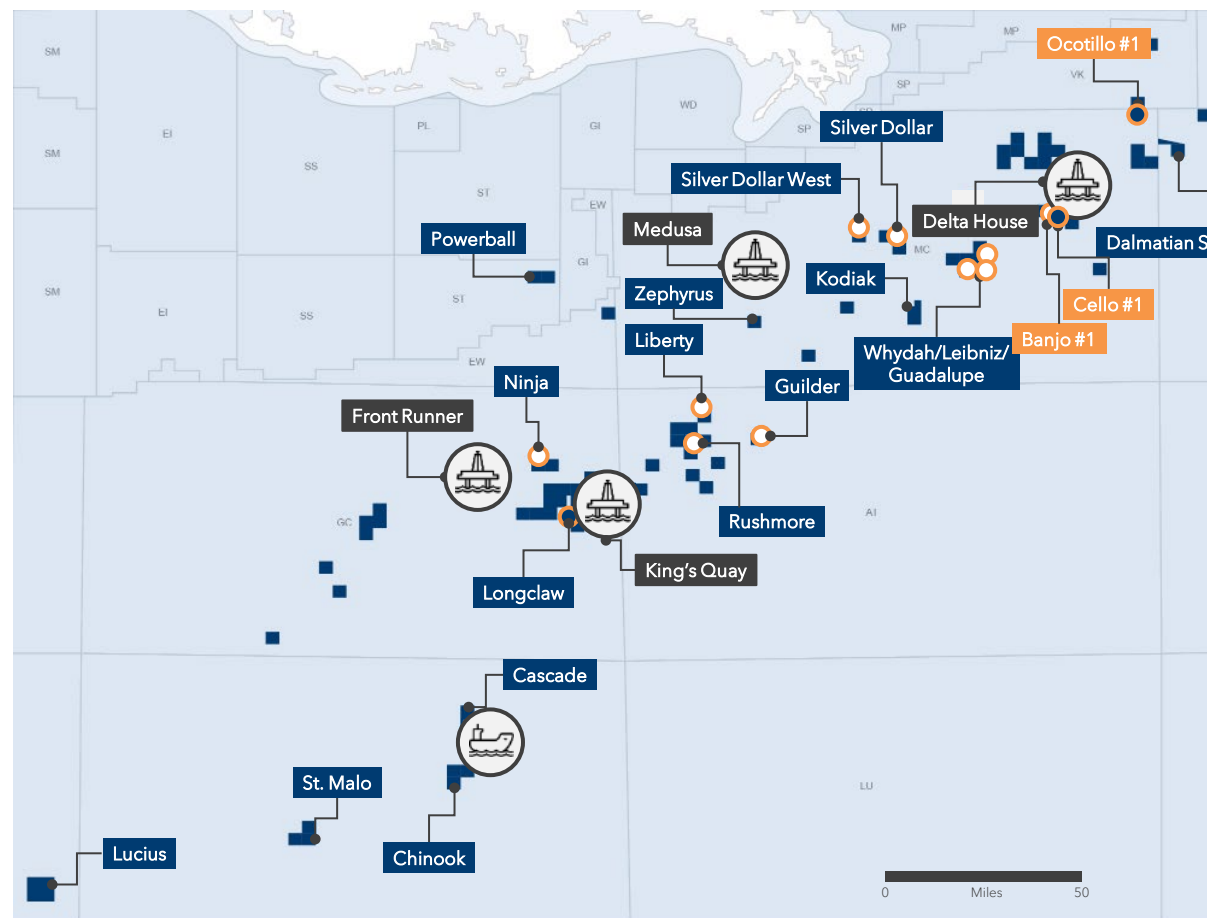 MP
MP
SM
Ocotillo #1
VK
SP
WD
PL
GI
SP
Silver Dollar
EI
SM
SS
Silver Dollar West
ST
EW
Delta House
Medusa
Powerball
MC
Dalmatian S
GI
Kodiak
Zephyrus
SM
ST
Cello #1
EI
SS
Liberty
Banjo #1
Whydah/Leibniz/
Guadalupe
EW
Ninja
Guilder
Front Runner
GC
AT
Rushmore
King's Quay
Longclaw
Cascade
St. Malo
LU
Chinook
Lucius
0
Miles
50